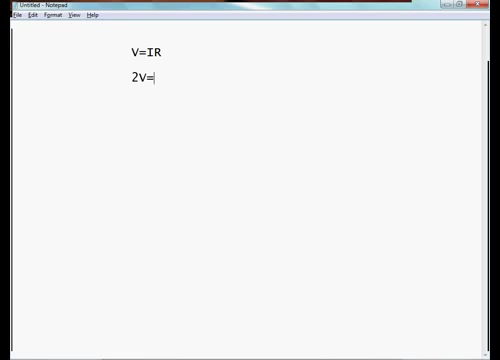 Untitled - Notepad
File Edit Format View Help
V=IR
2V=